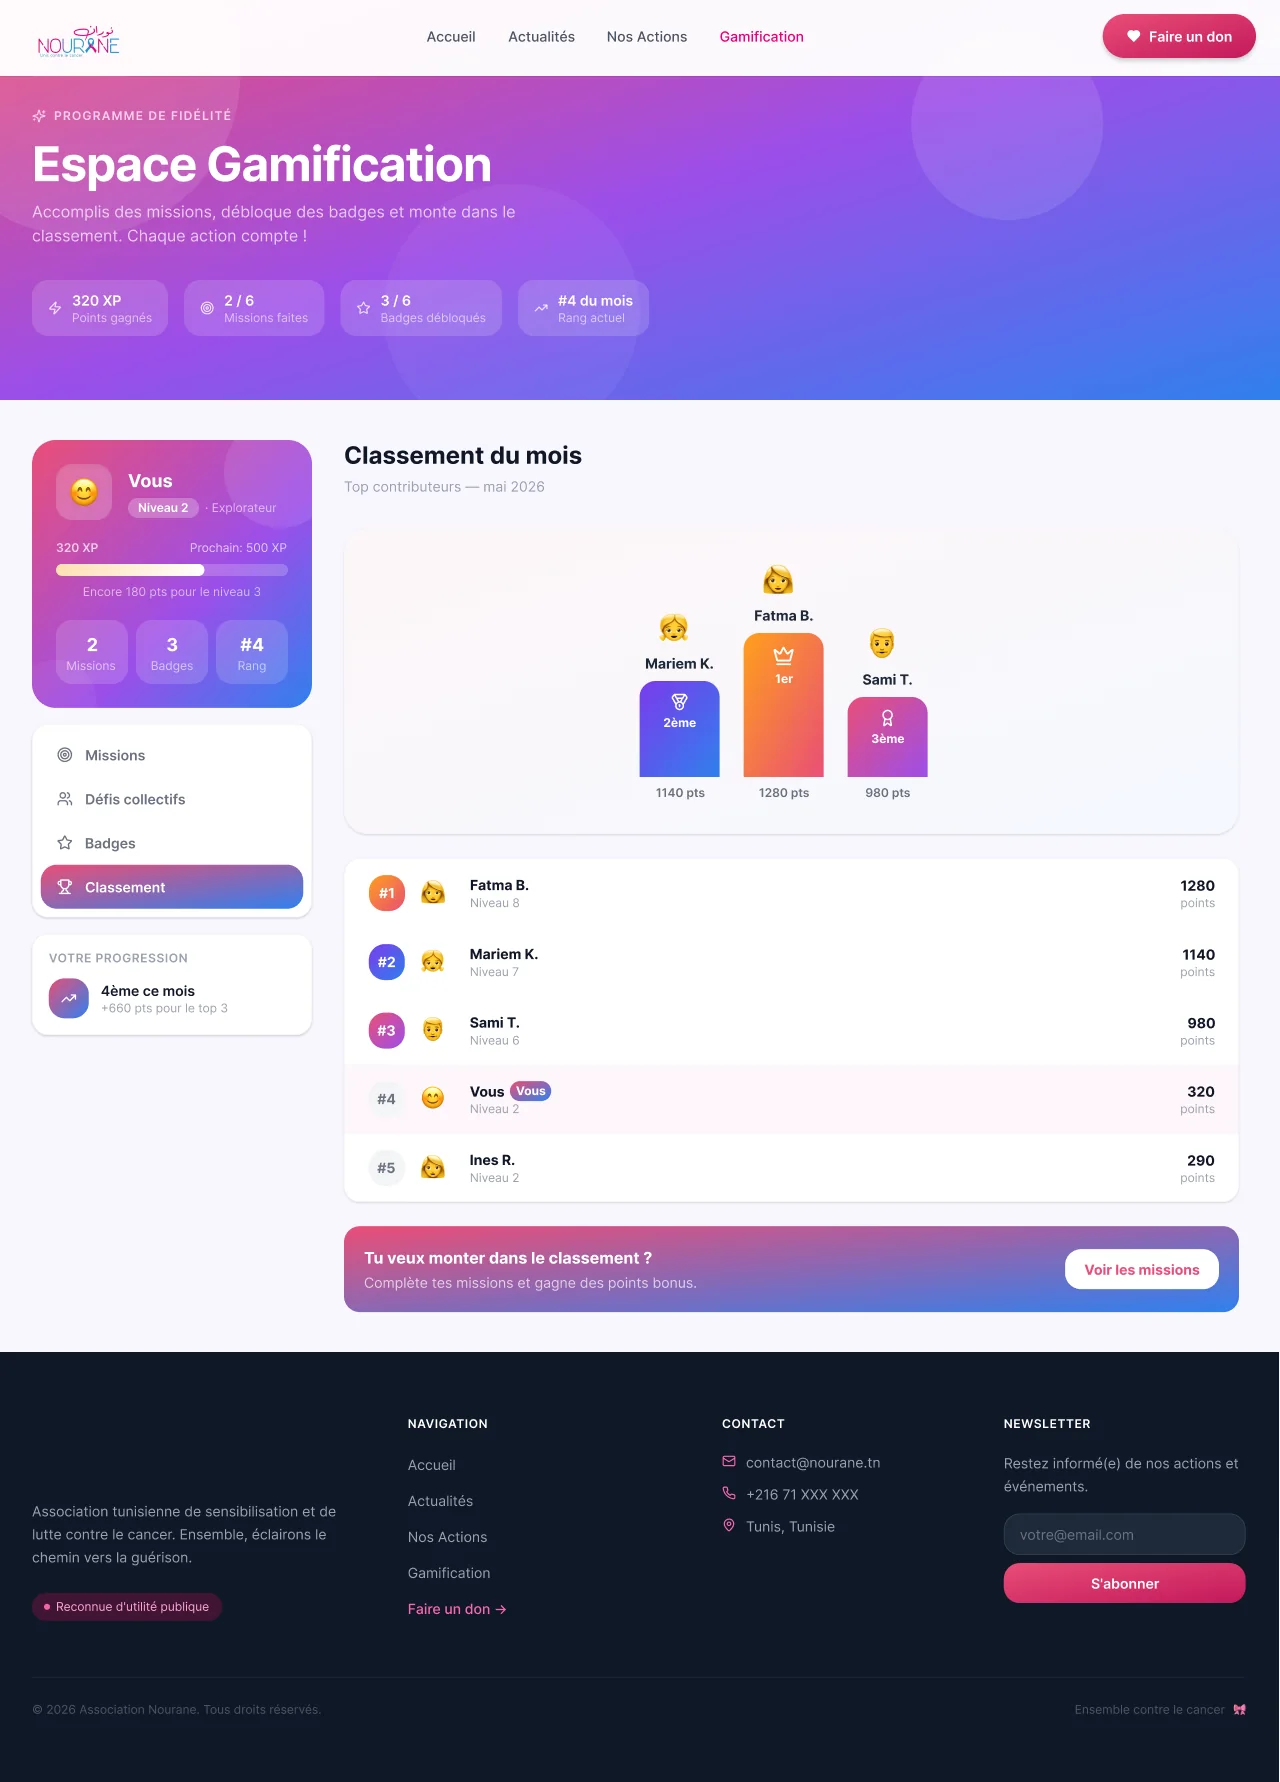 نوران
NOURANE
Accueil
Actualités
Nos Actions
Gamification
Faire un don
PROGRAMME DE FIDÉLITÉ
Espace Gamification
Accomplis des missions, débloque des badges et monte dans le
classement. Chaque action compte !
320 XP
Points gagnés
2 / 6
Missions faites
3 / 6
Badges débloqués
#4 du mois
Rang actuel
Vous
Niveau 2 · Explorateur
320 XP
Prochain: 500 XP
Encore 180 pts pour le niveau 3
2
Missions
3
Badges
#4
Rang
Missions
Défis collectifs
Badges
Classement
VOTRE PROGRESSION
4ème ce mois
+660 pts pour le top 3
Classement du mois
Top contributeurs — mai 2026
Mariem K.
2ème
1140 pts
Fatma B.
1er
1280 pts
Sami T.
3ème
980 pts
#1
Fatma B.
Niveau 8
1280
points
#2
Mariem K.
Niveau 7
1140
points
#3
Sami T.
Niveau 6
980
points
#4
Vous Vous
Niveau 2
320
points
#5
Ines R.
Niveau 2
290
points
Tu veux monter dans le classement ?
Complète tes missions et gagne des points bonus.
Voir les missions
Association tunisienne de sensibilisation et de
lutte contre le cancer. Ensemble, éclairons le
chemin vers la guérison.
Reconnue d'utilité publique
NAVIGATION
Accueil
Actualités
Nos Actions
Gamification
Faire un don →
CONTACT
contact@nourane.tn
+216 71 XXX XXX
Tunis, Tunisie
NEWSLETTER
Restez informé(e) de nos actions et
événements.
votre@email.com
S'abonner
© 2026 Association Nourane. Tous droits réservés.
Ensemble contre le cancer